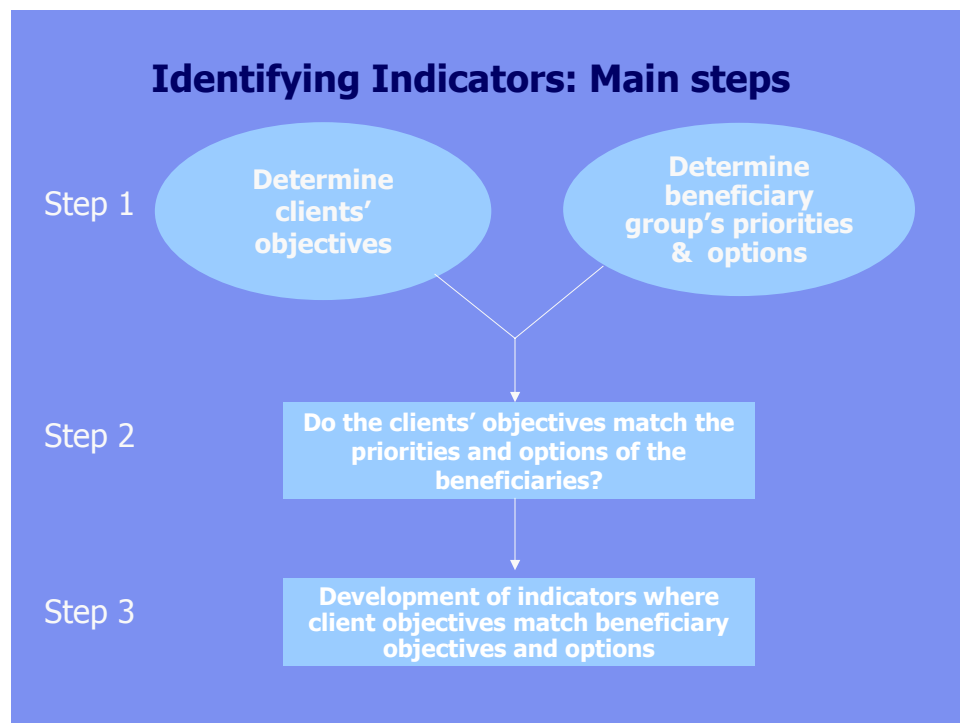 Identifying Indicators: Main steps
Step 1
Determine
clients’
objectives
Determine
beneficiary
group’s priorities
& options
Step 2
Do the clients’ objectives match the
priorities and options of the
beneficiaries?
Step 3
Development of indicators where
client objectives match beneficiary
objectives and options